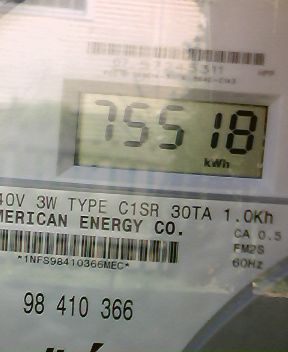 75518
kWh
40V 3W TYPE C1SR 30TA 1.0Kh
MERICAN ENERGY CO.
CA 0.5
FM2S
60Hz
*1NFS98410366MEC*
98 410 366